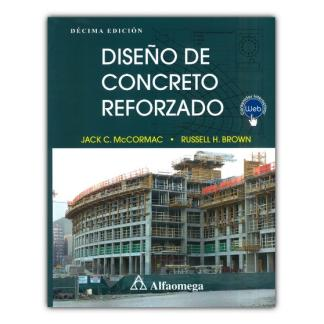 DÉCIMA EDICIÓN
DISEÑO DE
CONCRETO
REFORZADO
Web
JACK C. McCORMAC • RUSSELL H. BROWN
Alfaomega